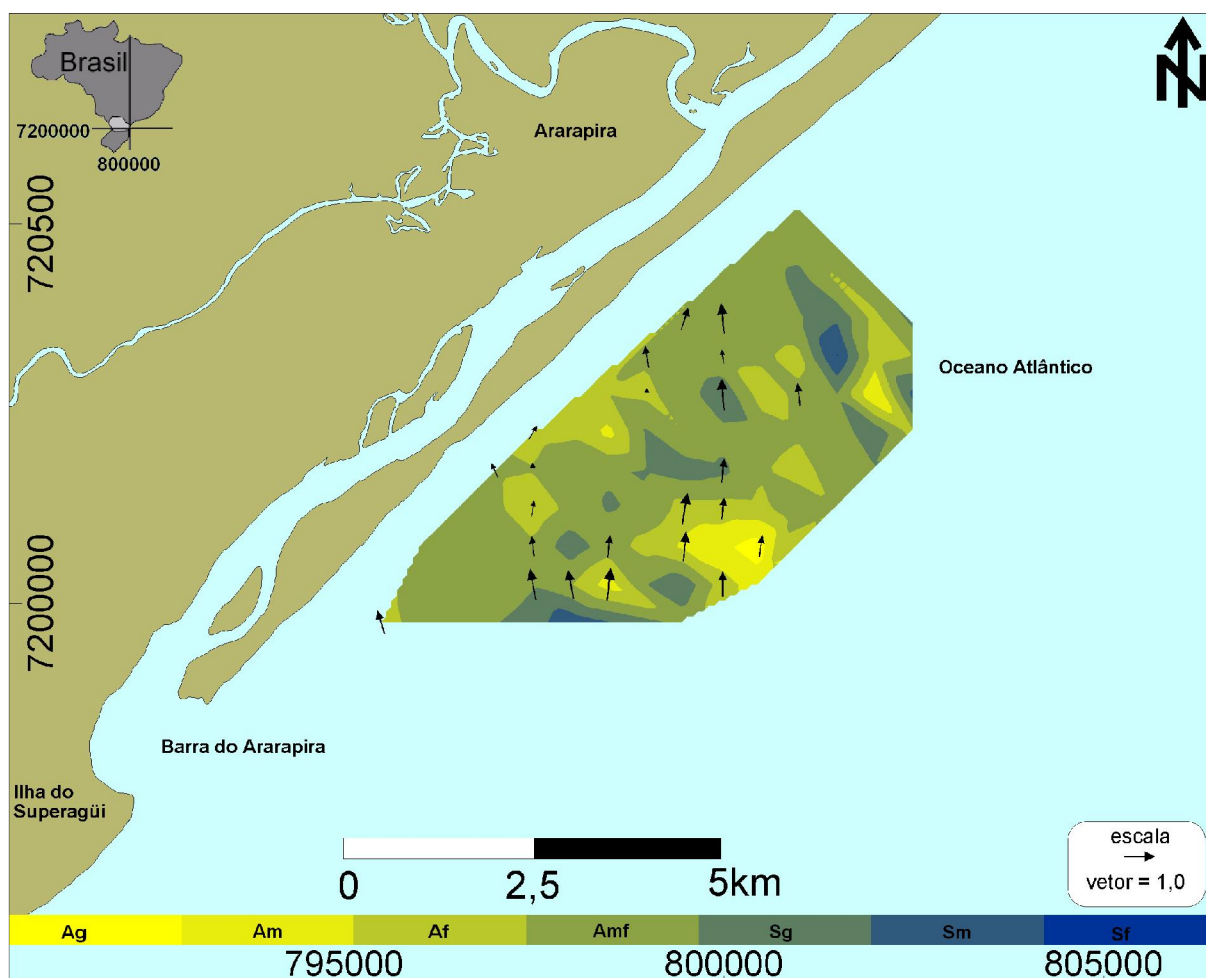 Brasil
7200000
800000
N
Ararapira
720500
Oceano Atlântico
7200000
Barra do Ararapira
Ilha do
Superagüi
0 2,5 5km
escala
vetor = 1,0
Ag Am Af Amf Sg Sm Sf
795000 800000 805000